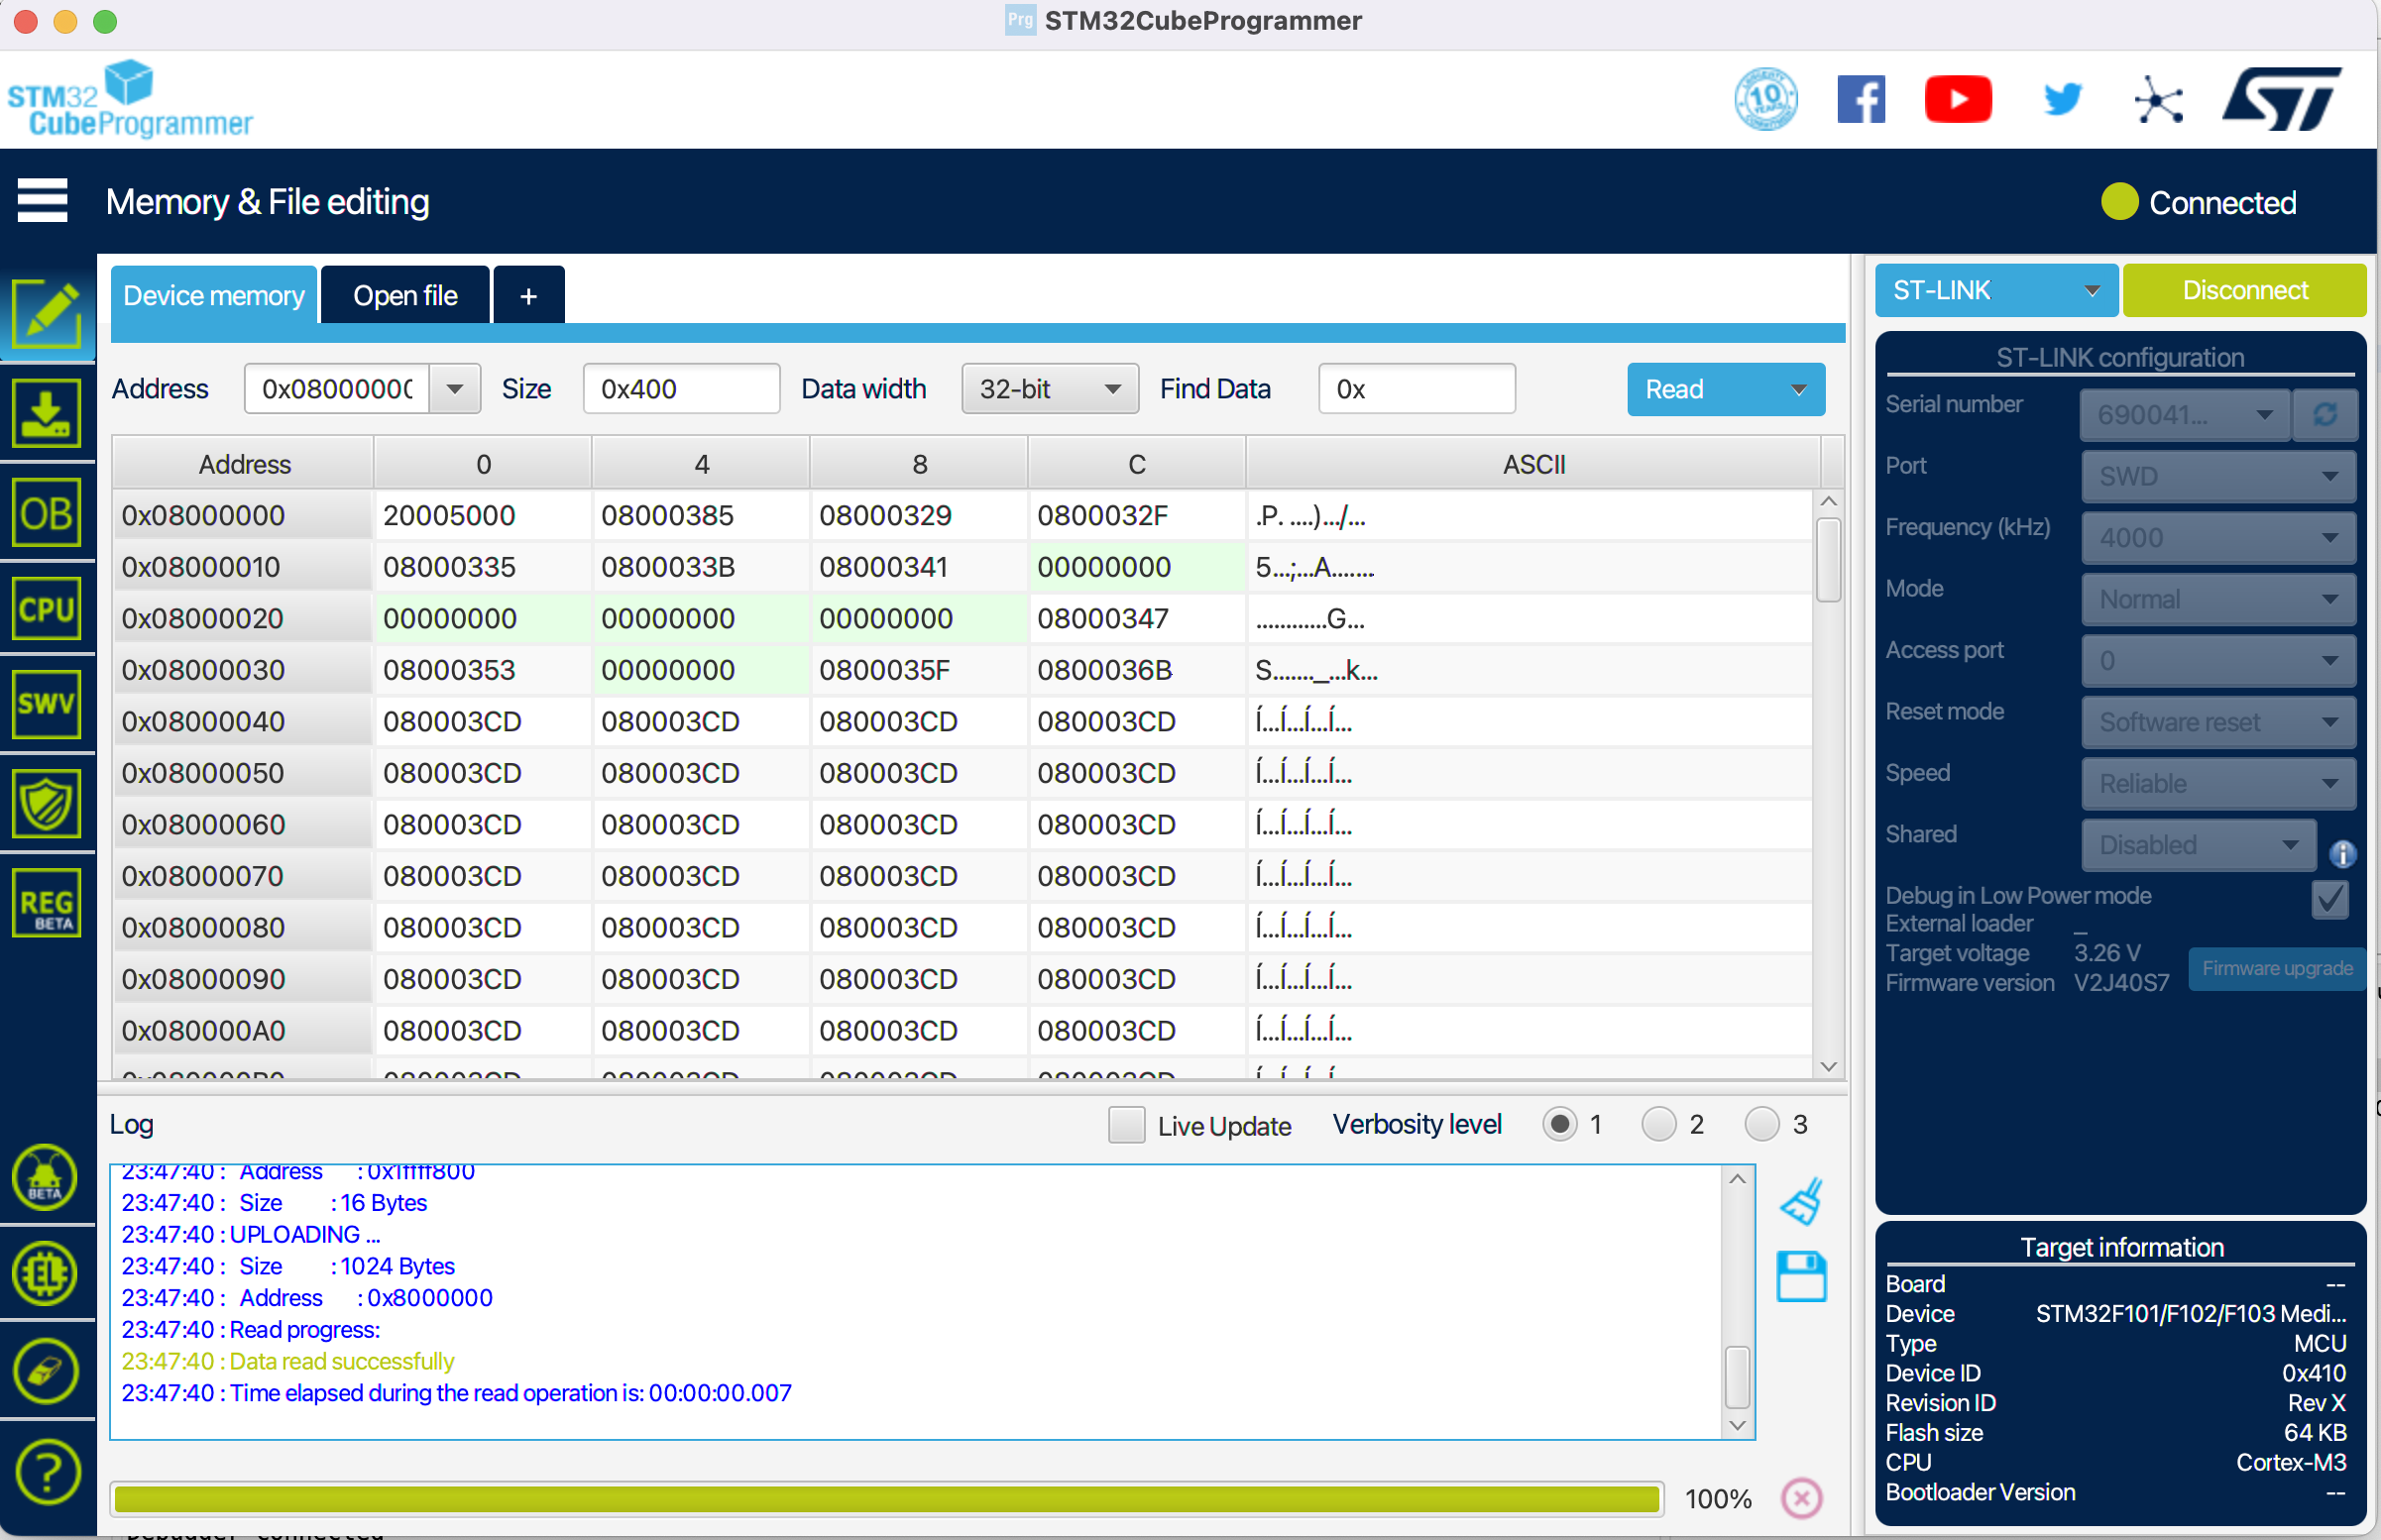 Prg STM32CubeProgrammer
STM32
CubeProgrammer
10
YEARS
ST
Memory & File editing
Connected
Device memory Open file +
ST-LINK Disconnect
Address 0x0800000 Size 0x400 Data width 32-bit Find Data 0x Read
ST-LINK configuration
Serial number 690041...
Port SWD
Frequency (kHz) 4000
Mode Normal
Access port 0
Reset mode Software reset
Speed Reliable
Shared Disabled
Debug in Low Power mode
External loader _
Target voltage 3.26 V
Firmware version V2J40S7 Firmware upgrade
Address 0 4 8 C ASCII
0x08000000 20005000 08000385 08000329 0800032F .P. ....)../...
0x08000010 08000335 0800033B 08000341 00000000 5...;...A.......
0x08000020 00000000 00000000 00000000 08000347 ............G...
0x08000030 08000353 00000000 0800035F 0800036B S......._...k...
0x08000040 080003CD 080003CD 080003CD 080003CD Í...Í...Í...Í...
0x08000050 080003CD 080003CD 080003CD 080003CD Í...Í...Í...Í...
0x08000060 080003CD 080003CD 080003CD 080003CD Í...Í...Í...Í...
0x08000070 080003CD 080003CD 080003CD 080003CD Í...Í...Í...Í...
0x08000080 080003CD 080003CD 080003CD 080003CD Í...Í...Í...Í...
0x08000090 080003CD 080003CD 080003CD 080003CD Í...Í...Í...Í...
0x080000A0 080003CD 080003CD 080003CD 080003CD Í...Í...Í...Í...
OB
CPU
SWV
REG
BETA
BETA
EL
?
Log Live Update Verbosity level 1 2 3
23:47:40 : Address : 0x1ffff800
23:47:40 : Size : 16 Bytes
23:47:40 : UPLOADING ...
23:47:40 : Size : 1024 Bytes
23:47:40 : Address : 0x8000000
23:47:40 : Read progress:
23:47:40 : Data read successfully
23:47:40 : Time elapsed during the read operation is: 00:00:00.007
100%
Target information
Board --
Device STM32F101/F102/F103 Medi...
Type MCU
Device ID 0x410
Revision ID Rev X
Flash size 64 KB
CPU Cortex-M3
Bootloader Version --